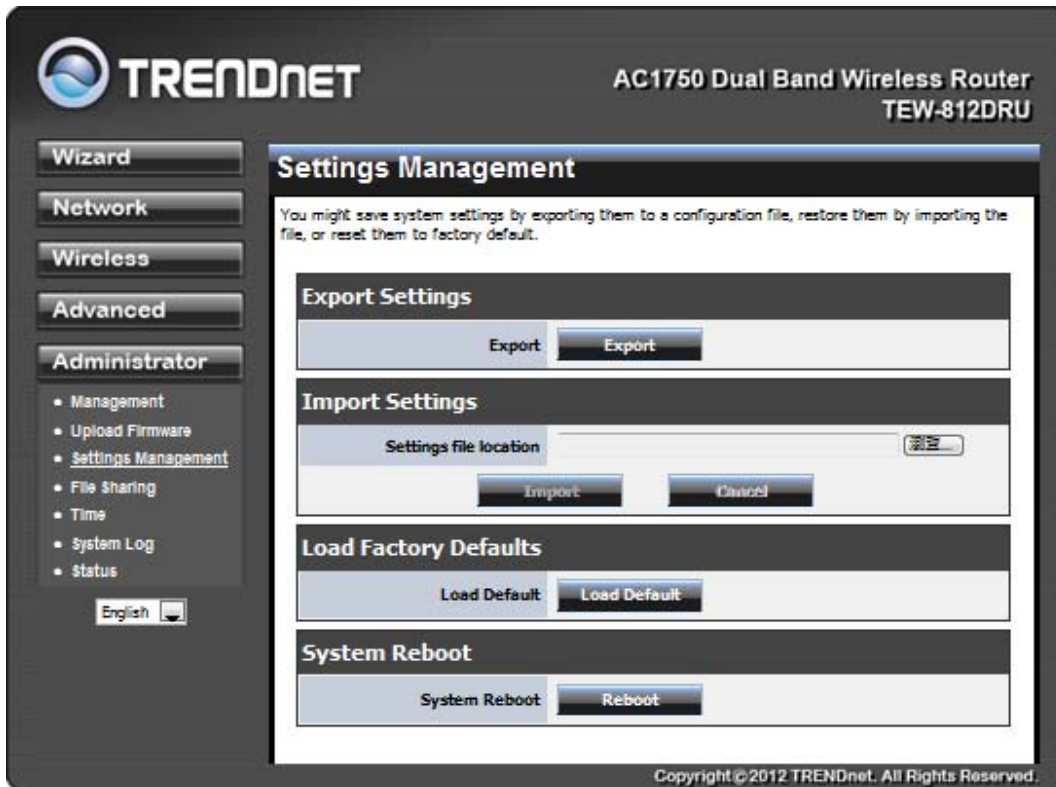 TRENDNET
AC1750 Dual Band Wireless Router
TEW-812DRU
Wizard
Network
Wireless
Advanced
Administrator
Management
Upload Firmware
Settings Management
File Sharing
Time
System Log
Status
English
Settings Management
You might save system settings by exporting them to a configuration file, restore them by importing the
file, or reset them to factory default.
Export Settings
Export
Export
Import Settings
Settings file location
Import
Cancel
Load Factory Defaults
Load Default
Load Default
System Reboot
System Reboot
Reboot
Copyright©2012 TRENDnet. All Rights Reserved.